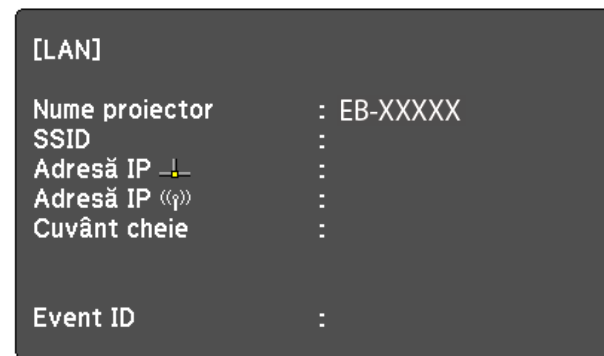 [LAN]
Nume proiector : EB-XXXXX
SSID :
Adresă IP :
Adresă IP :
Cuvânt cheie :
Event ID :